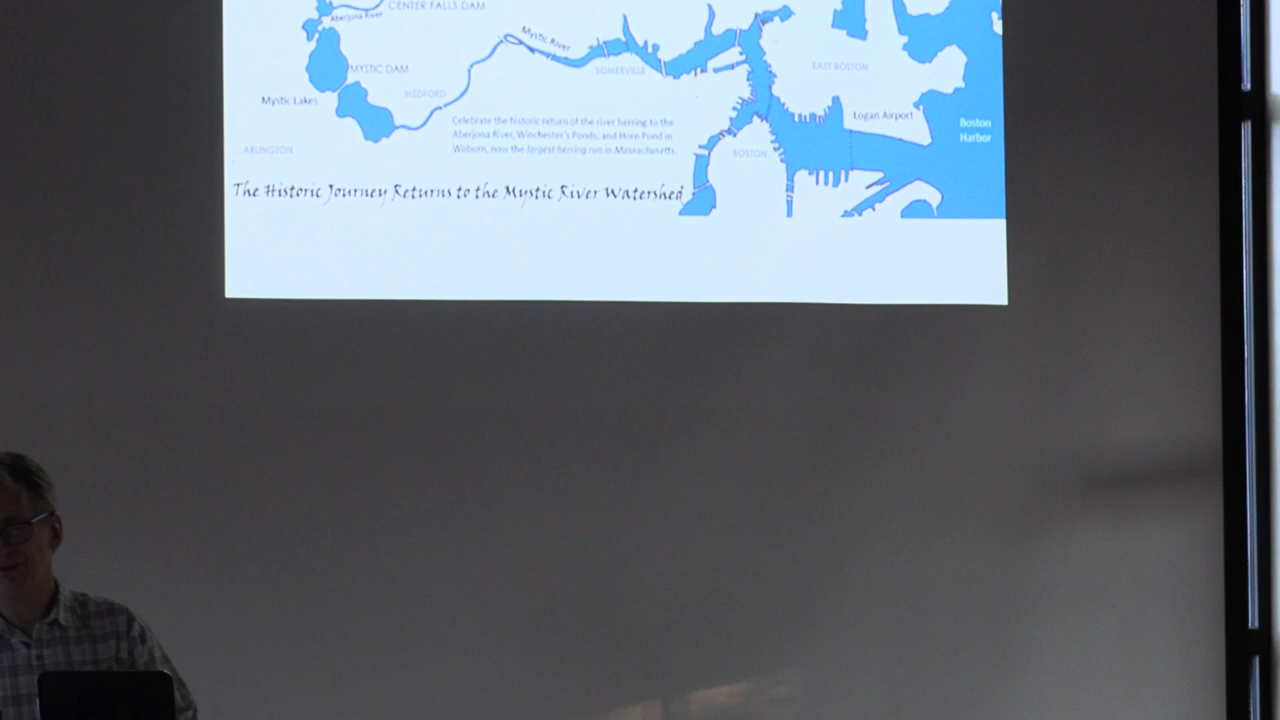 CENTER FALLS DAM
Aberjona River
Mystic River
MYSTIC DAM
SOMERVILLE
EAST BOSTON
Mystic Lakes
MEDFORD
Logan Airport
Boston
Harbor
Celebrate the historic return of the river herring to the
Aberjona River, Winchester's Ponds, and Horn Pond in
Woburn, now the largest herring run in Massachusetts.
ARLINGTON
BOSTON
The Historic Journey Returns to the Mystic River Watershed